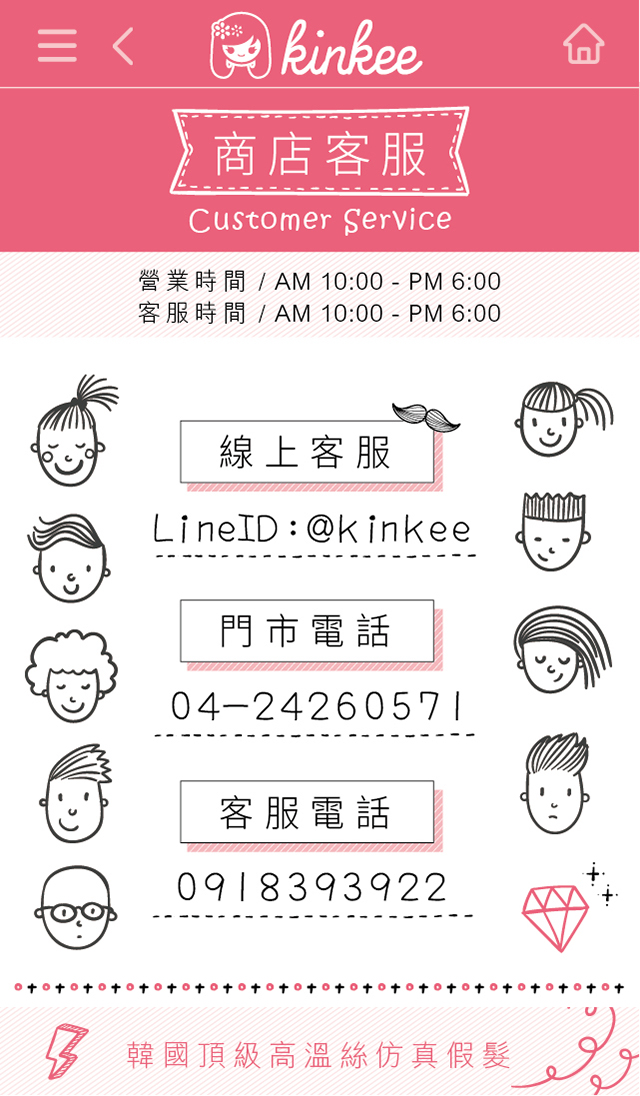 kinkee
商店客服
Customer Service
營業時間 / AM 10:00 - PM 6:00
客服時間 / AM 10:00 - PM 6:00
線上客服
LineID:@kinkee
門市電話
04-24260571
客服電話
0918393922
韓國頂級高溫絲仿真假髮